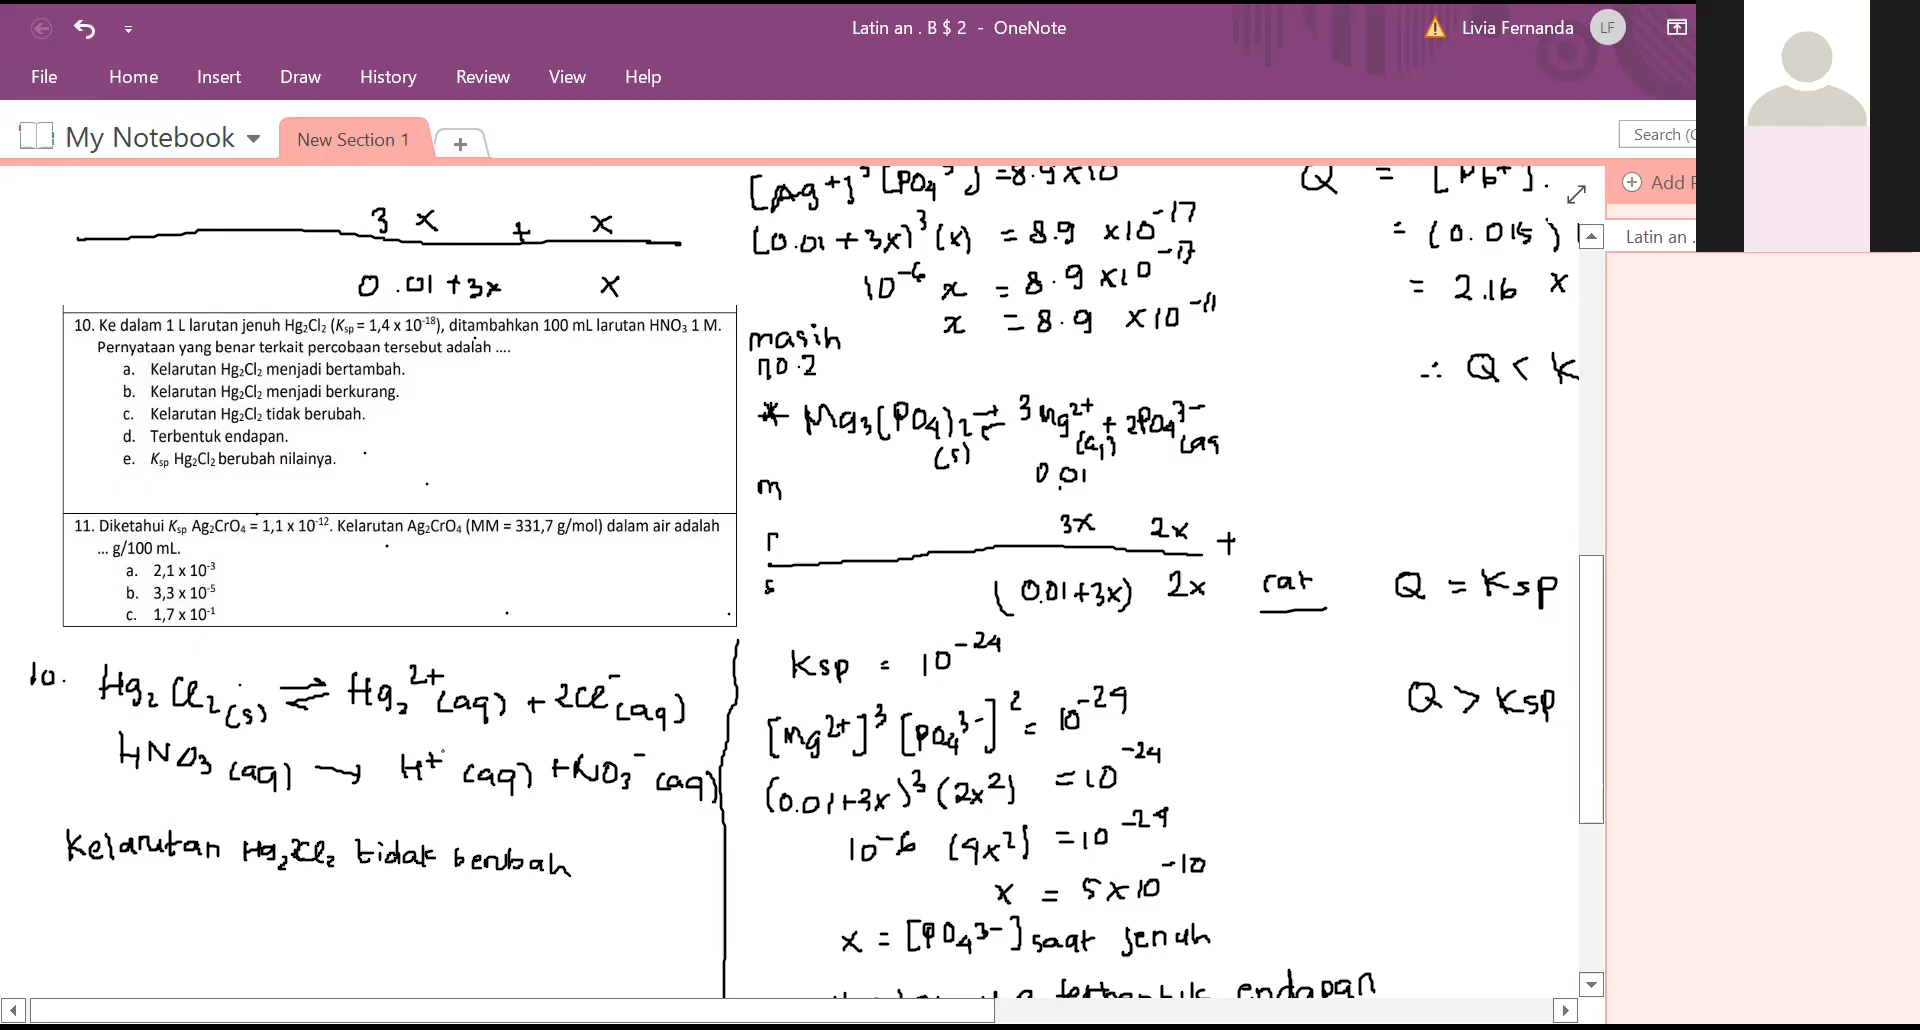 Latin an . B $ 2 - OneNote
Livia Fernanda
LF
File Home Insert Draw History Review View Help
My Notebook
New Section 1
+
Search (
Add
Latin an .
3 x + x
0.01 + 3x x
10. Ke dalam 1 L larutan jenuh Hg2Cl2 (Ksp = 1,4 x 10-18), ditambahkan 100 mL larutan HNO3 1 M.
Pernyataan yang benar terkait percobaan tersebut adalah ....
a. Kelarutan Hg2Cl2 menjadi bertambah.
b. Kelarutan Hg2Cl2 menjadi berkurang.
c. Kelarutan Hg2Cl2 tidak berubah.
d. Terbentuk endapan.
e. Ksp Hg2Cl2 berubah nilainya.
11. Diketahui Ksp Ag2CrO4 = 1,1 x 10-12. Kelarutan Ag2CrO4 (MM = 331,7 g/mol) dalam air adalah
... g/100 mL.
a. 2,1 x 10-3
b. 3,3 x 10-5
c. 1,7 x 10-1
10. Hg2Cl2 (s) ⇌ Hg2 2+ (aq) + 2Cl- (aq)
HNO3 (aq) → H+ (aq) + NO3- (aq)
Kelarutan Hg2Cl2 tidak berubah
[Ag+]3 [PO43-] = 8.9 x 10
(0.01 + 3x)3 (x) = 8.9 x10-17
10-6 x = 8.9 x10-17
x = 8.9 x10-11
masih
no.2
* Mg3(PO4)2 (s) ⇌ 3Mg2+ (aq) + 2PO43- (aq
m 0.01
r 3x 2x +
s (0.01+3x) 2x
cat
Ksp = 10-24
[Mg2+]3 [PO43-]2 = 10-24
(0.01+3x)3 (2x2) = 10-24
10-6 (4x2) = 10-24
x = 5x10-10
x = [PO43-] saat jenuh
terbentuk endapan
Q = [Pb+].
= (0.015)
= 2.16 x
∴ Q < K
Q = Ksp
Q > Ksp